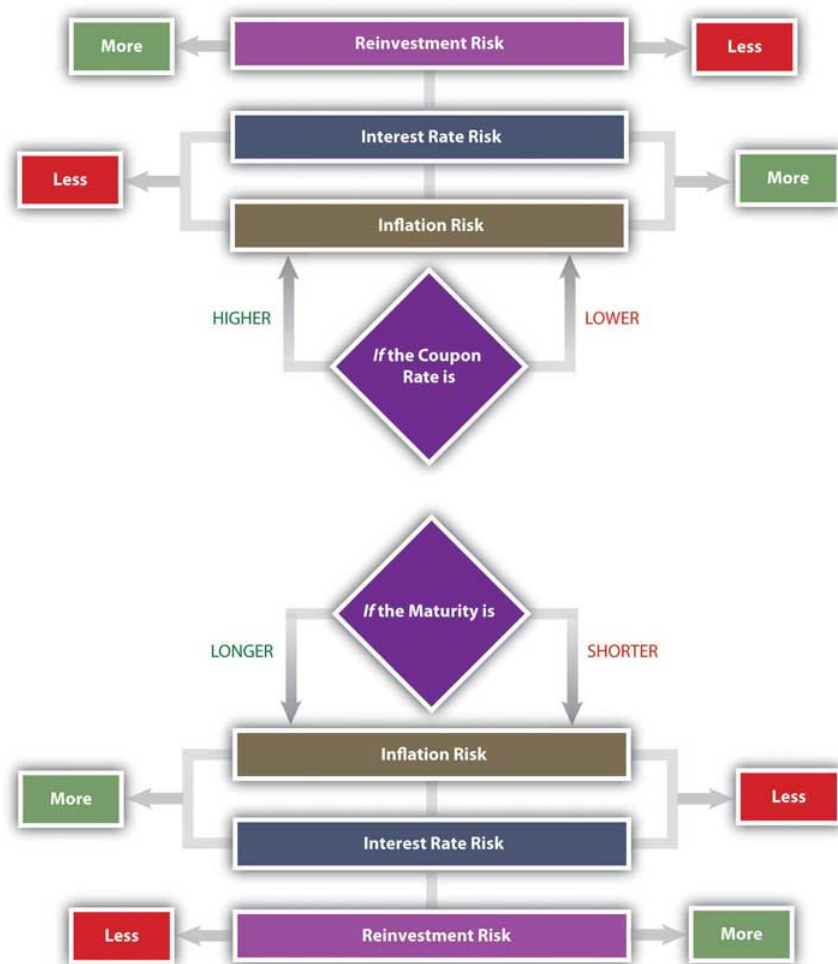 More
Reinvestment Risk
Less
Interest Rate Risk
Less
More
Inflation Risk
HIGHER
LOWER
If the Coupon
Rate is
If the Maturity is
LONGER
SHORTER
Inflation Risk
More
Less
Interest Rate Risk
Less
Reinvestment Risk
More